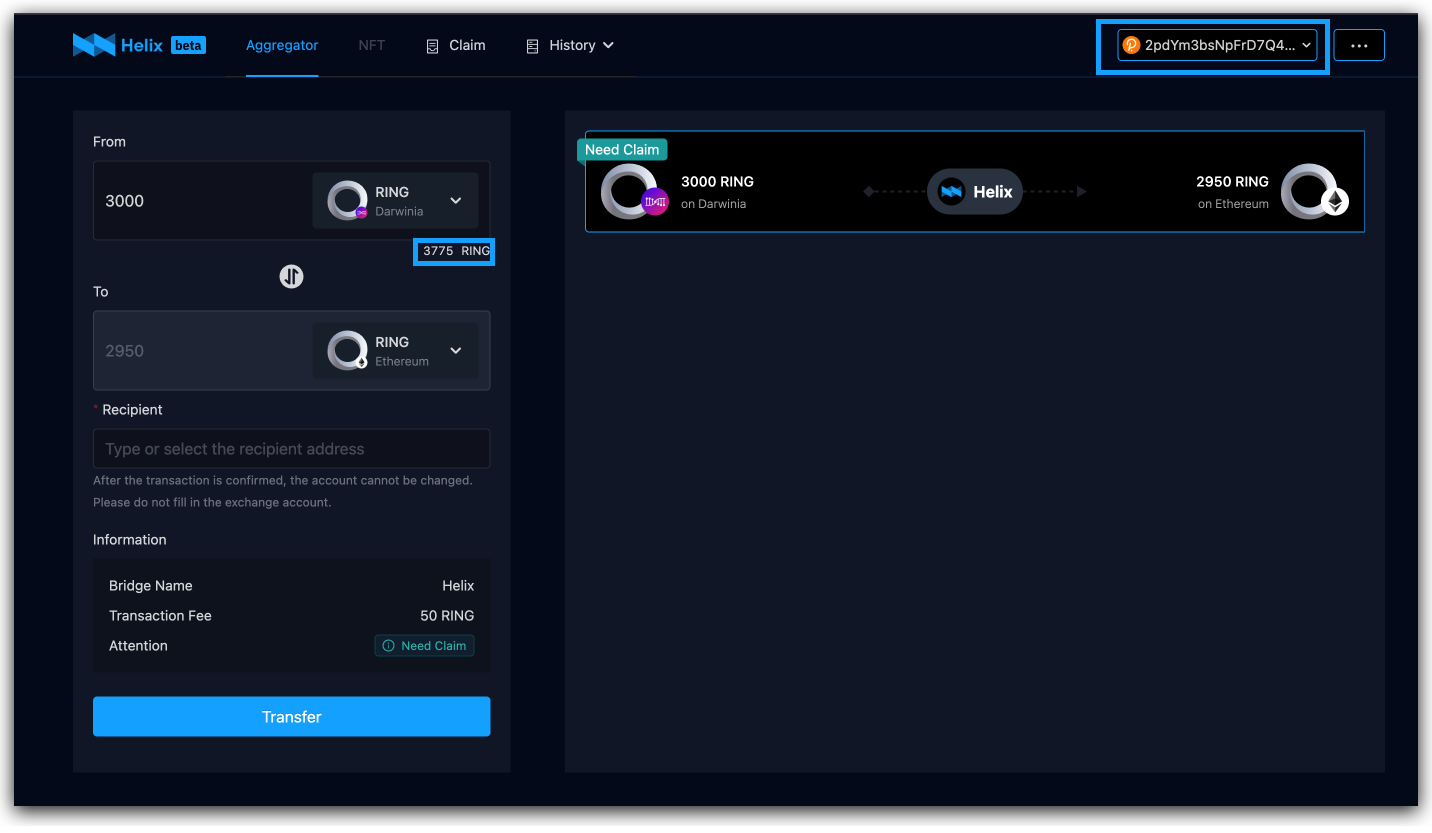 Helix beta Aggregator NFT Claim History 2pdYm3bsNpFrD7Q4... ...
From
3000 RING
Darwinia
3775 RING
To
2950 RING
Ethereum
* Recipient
Type or select the recipient address
After the transaction is confirmed, the account cannot be changed.
Please do not fill in the exchange account.
Information
Bridge Name Helix
Transaction Fee 50 RING
Attention Need Claim
Transfer
Need Claim
3000 RING
on Darwinia
Helix
2950 RING
on Ethereum